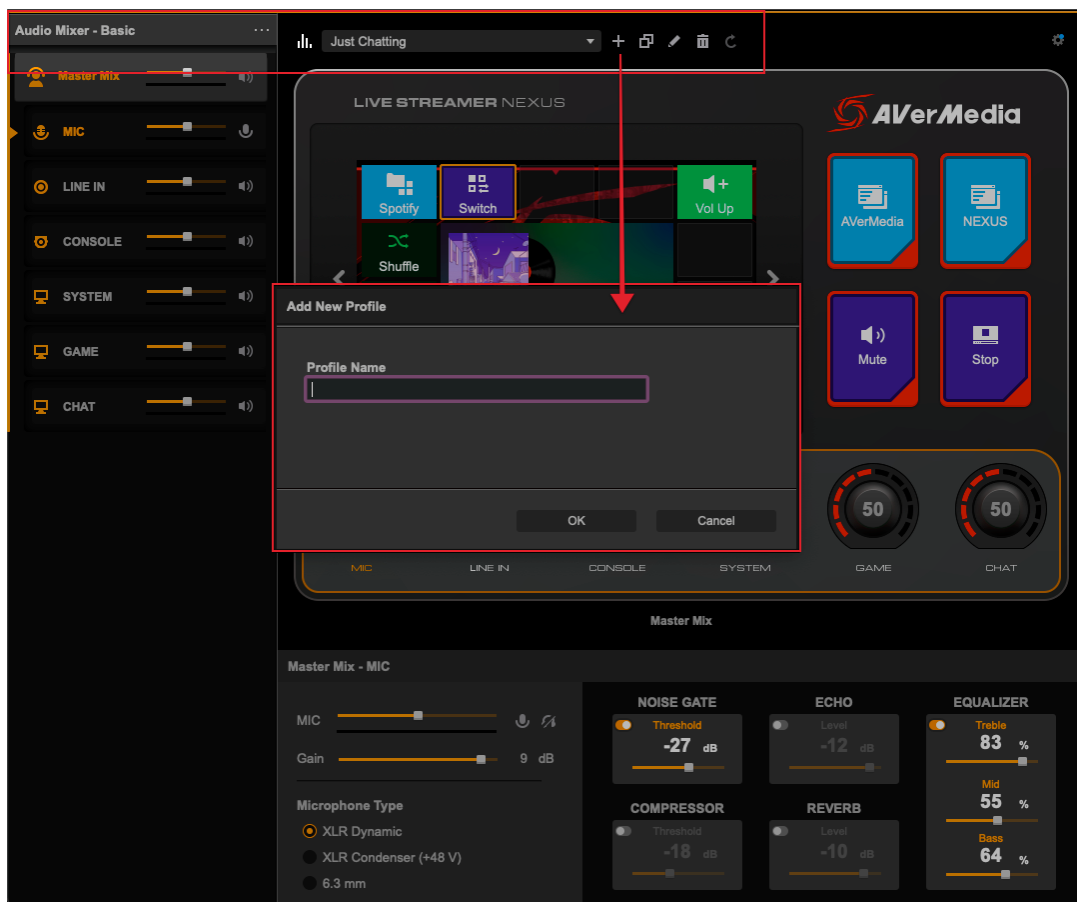 Audio Mixer - Basic
Just Chatting
Master Mix
MIC
LINE IN
CONSOLE
SYSTEM
GAME
CHAT
LIVE STREAMER NEXUS
AVerMedia
Spotify
Switch
Vol Up
Shuffle
AVerMedia
NEXUS
Mute
Stop
Add New Profile
Profile Name
OK
Cancel
50
50
MIC
LINE IN
CONSOLE
SYSTEM
GAME
CHAT
Master Mix
Master Mix - MIC
MIC
Gain
9 dB
Microphone Type
XLR Dynamic
XLR Condenser (+48 V)
6.3 mm
NOISE GATE
Threshold
-27 dB
ECHO
Level
-12 dB
EQUALIZER
Treble
83 %
Mid
55 %
Bass
64 %
COMPRESSOR
Threshold
-18 dB
REVERB
Level
-10 dB